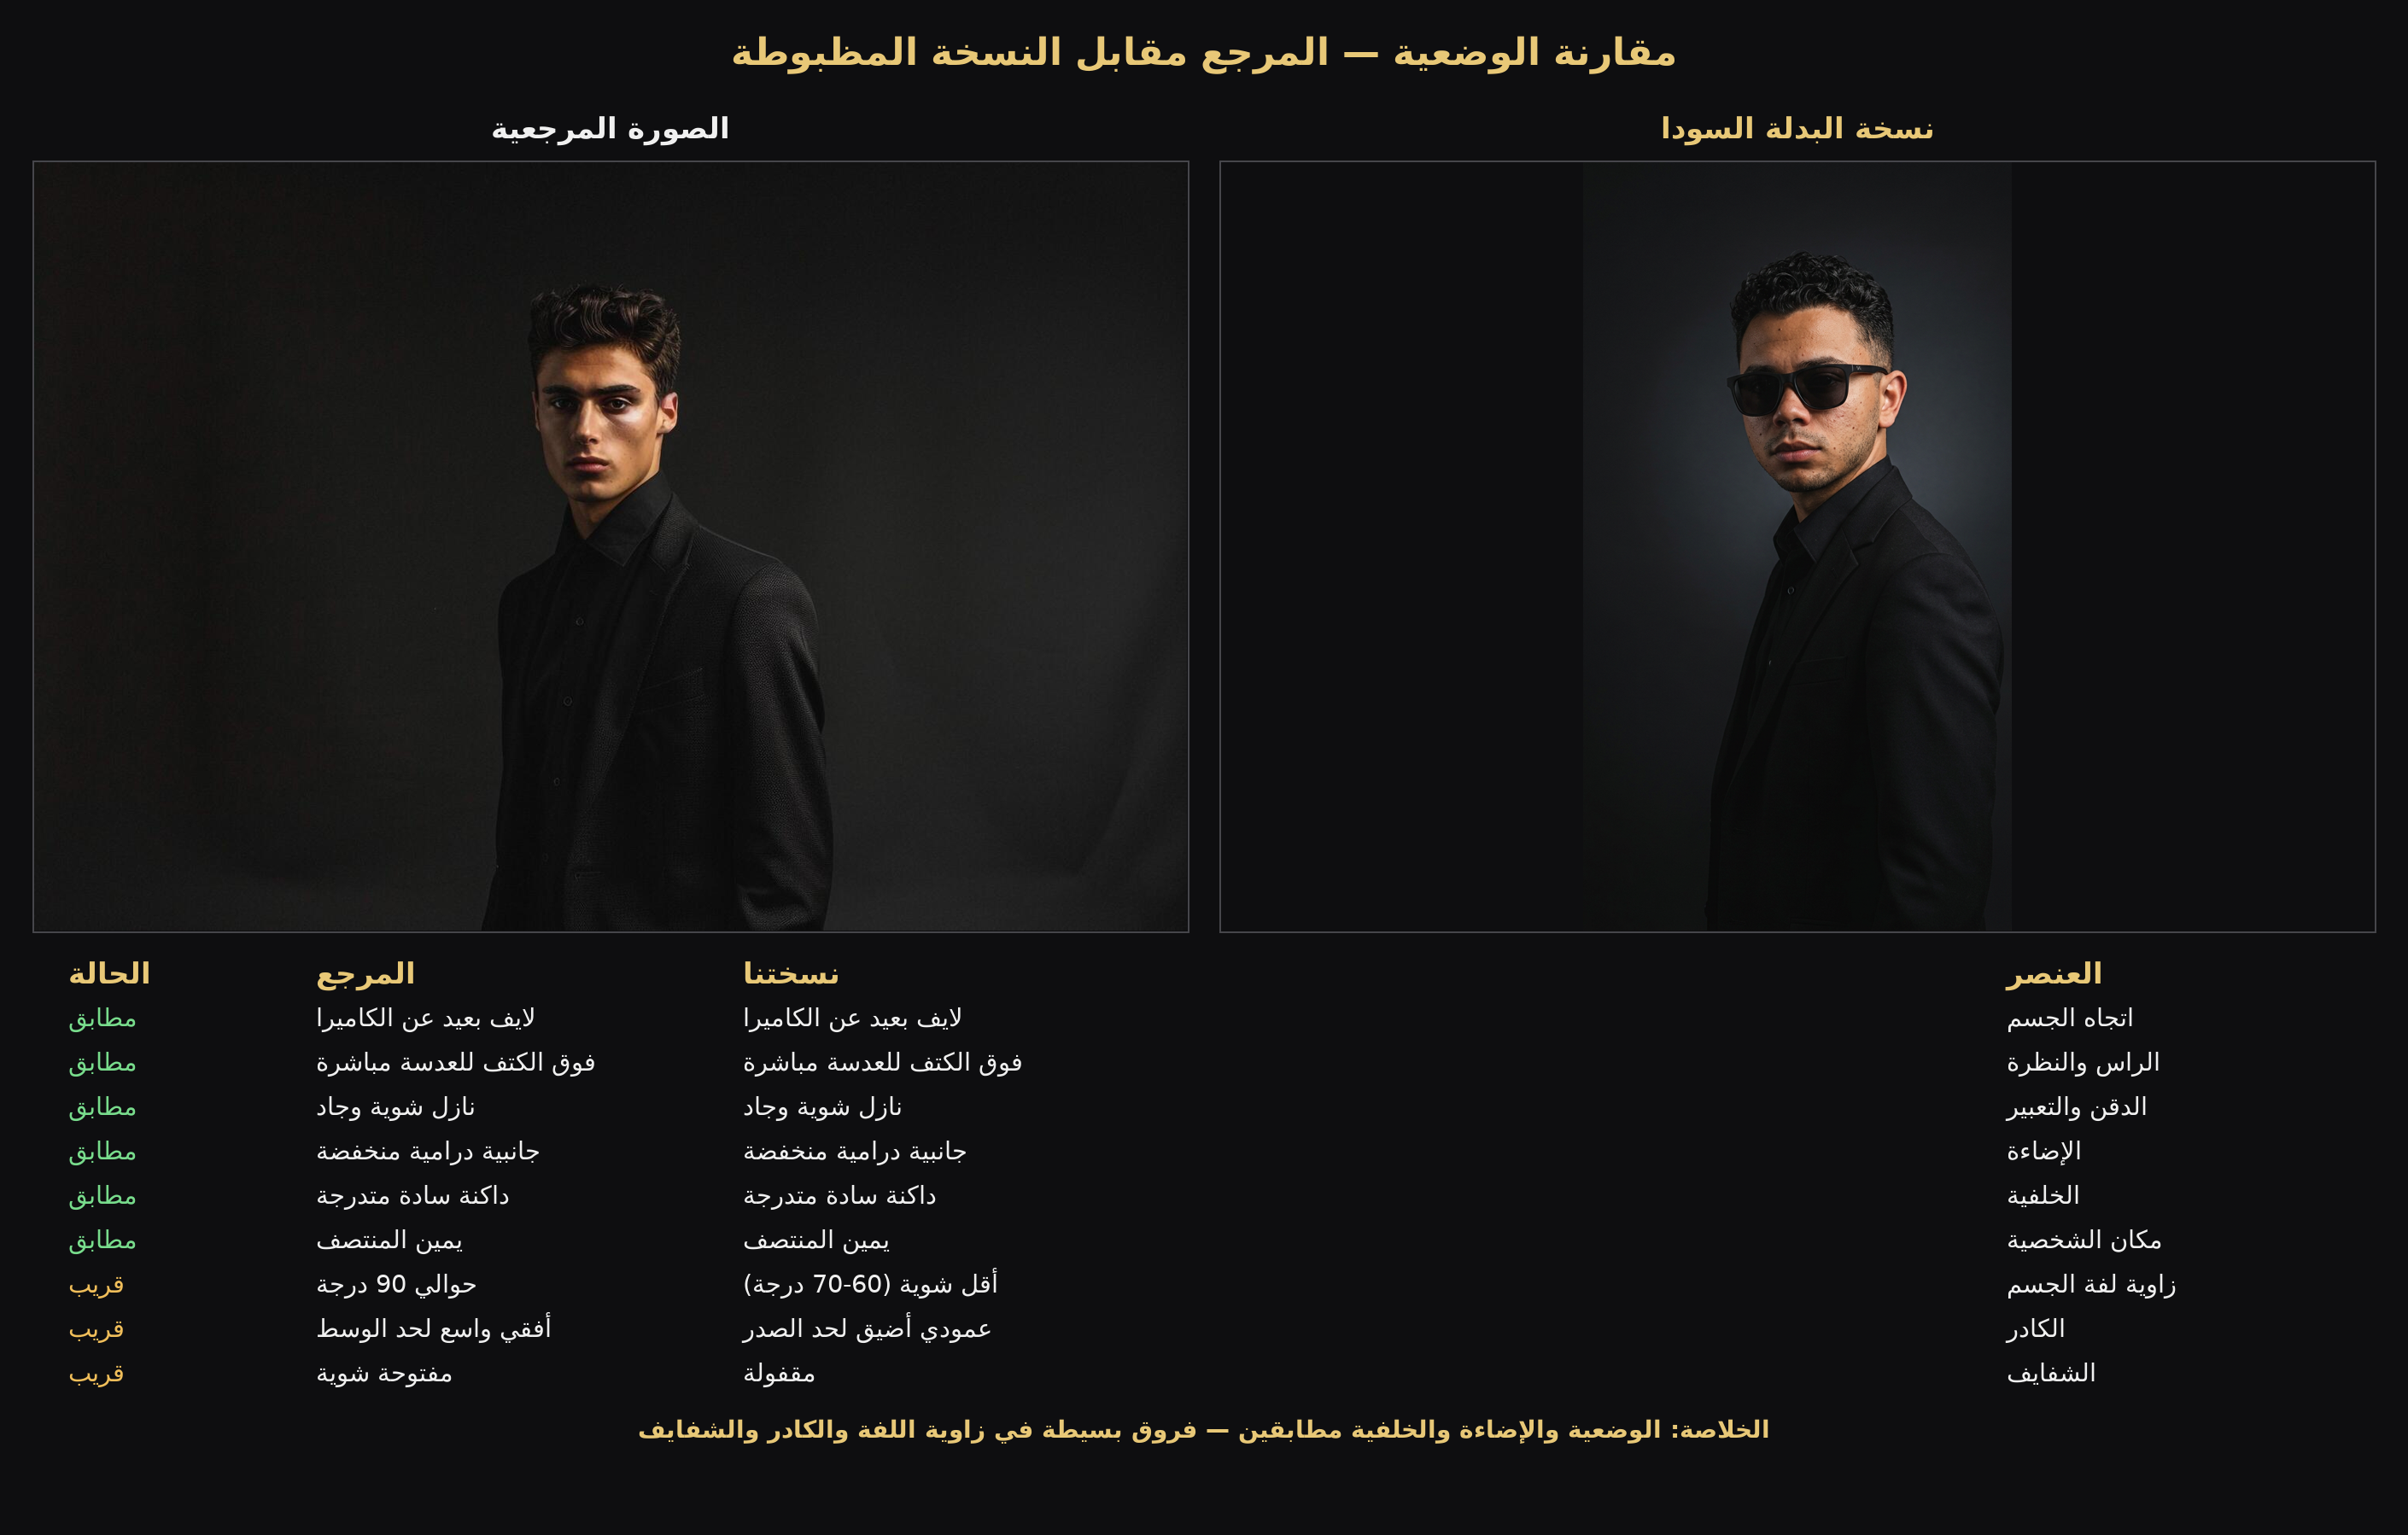 مقارنة الوضعية — المرجع مقابل النسخة المظبوطة
نسخة البدلة السودا
الصورة المرجعية
العنصر نسختنا المرجع الحالة
اتجاه الجسم لايف بعيد عن الكاميرا لايف بعيد عن الكاميرا مطابق
الراس والنظرة فوق الكتف للعدسة مباشرة فوق الكتف للعدسة مباشرة مطابق
الدقن والتعبير نازل شوية وجاد نازل شوية وجاد مطابق
الإضاءة جانبية درامية منخفضة جانبية درامية منخفضة مطابق
الخلفية داكنة سادة متدرجة داكنة سادة متدرجة مطابق
مكان الشخصية يمين المنتصف يمين المنتصف مطابق
زاوية لفة الجسم أقل شوية (60-70 درجة) حوالي 90 درجة قريب
الكادر عمودي أضيق لحد الصدر أفقي واسع لحد الوسط قريب
الشفايف مقفولة مفتوحة شوية قريب
الخلاصة: الوضعية والإضاءة والخلفية مطابقين — فروق بسيطة في زاوية اللفة والكادر والشفايف